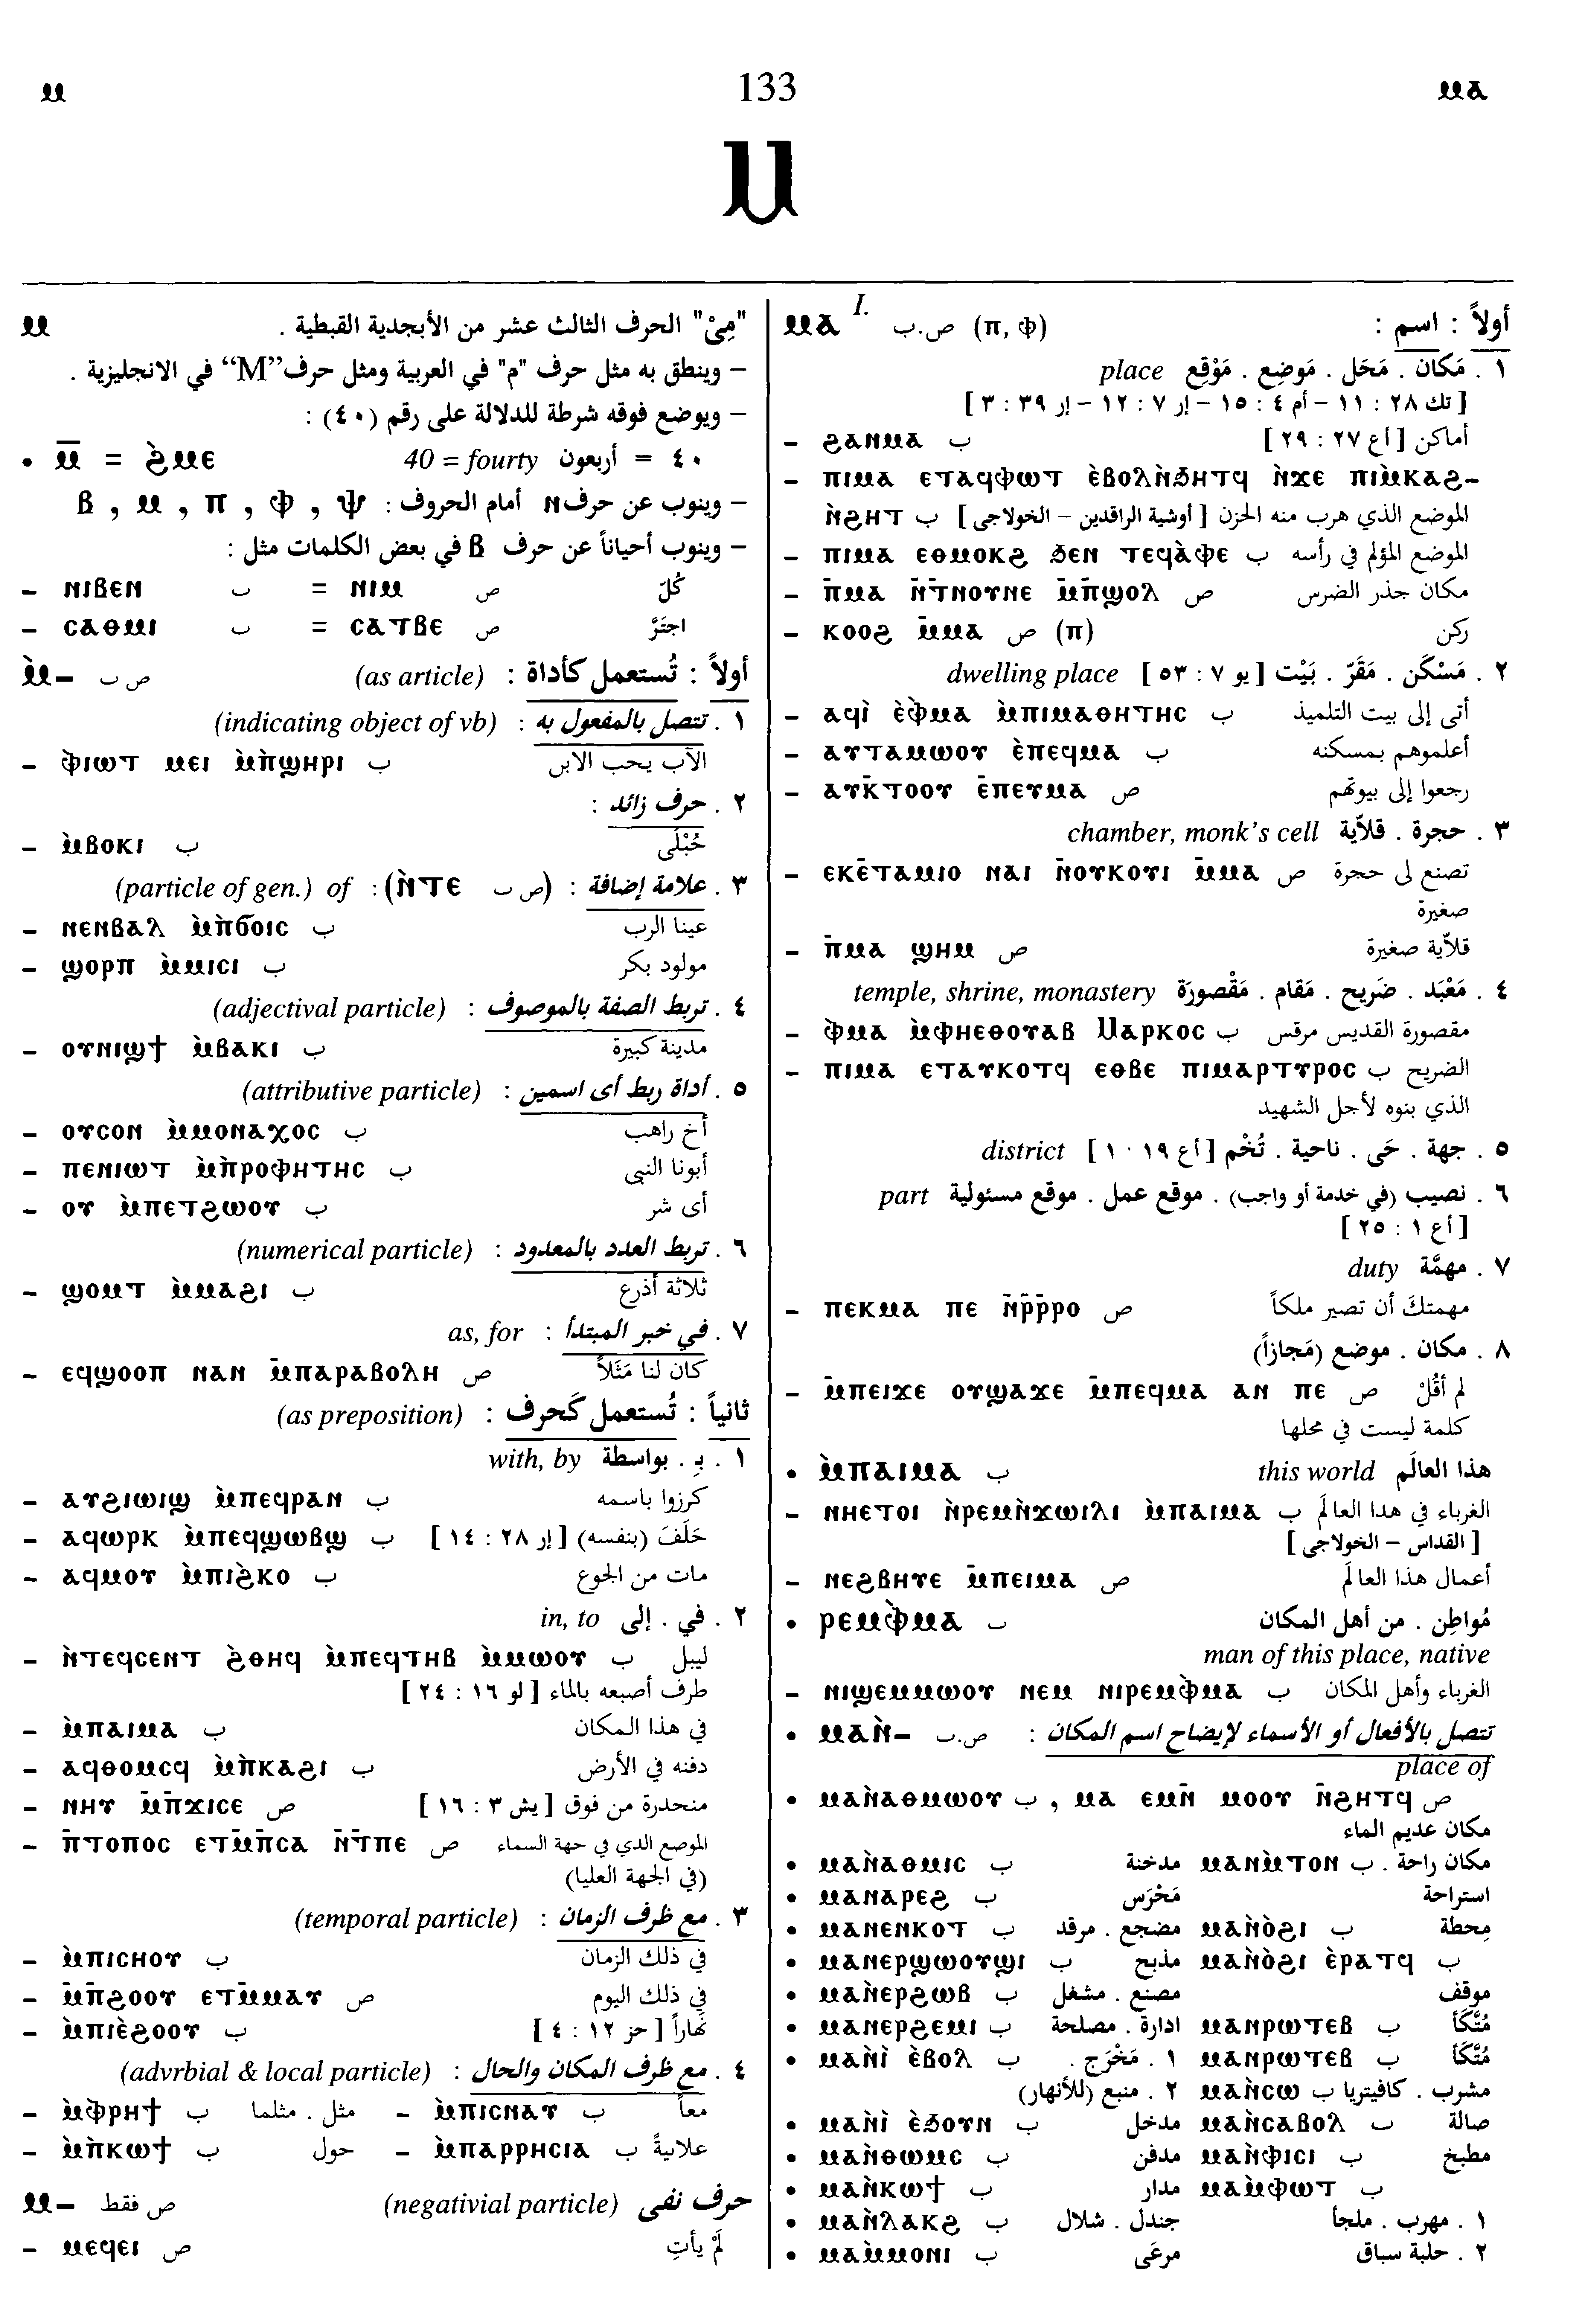 ⲙ 133 ⲙⲁ
Ⲙ
ⲙ "مِىْ" الحرف الثالث عشر من الأبجدية القبطية .
– وينطق به مثل حرف "م" في العربية ومثل حرف “M” في الانجليزية .
– ويوضع فوقه شرطة للدلالة على رقم (٤٠) :
• ⲙ̅ = ϩ̀ⲙⲉ ٤٠ = أربعون 40 = fourty
– وينوب عن حرف ⲛ أمام الحروف : ⲃ , ⲙ , ⲡ , ⲫ , ⲯ
– وينوب أحياناً عن حرف ⲃ في بعض الكلمات مثل :
– ⲛⲓⲃⲉⲛ ب = ⲛⲓⲙ ص كُلّ
– ⲥⲁⲑⲙⲓ ب = ⲥⲁⲧⲃⲉ ص اجتَرَّ
ⲙ̀– ص ب أولاً : تُستعمل كأداة : (as article)
١ . تتصل بالمفعول به : (indicating object of vb)
– ⲫ̀ⲓⲱⲧ ⲙⲉⲓ ⲙ̀ⲡ̀ϣⲏⲣⲓ ب الآب يحب الابن
٢ . حرف زائد :
– ⲙ̀ⲃⲟⲕⲓ ب حُبْلَى
٣ . علامة إضافة : (ص ب ⲛ̀ⲧⲉ) : (particle of gen.) of
– ⲛⲉⲛⲃⲁⲗ ⲙ̀ⲡ̀ϭⲟⲓⲥ ب عينا الرب
– ϣⲟⲣⲡ ⲙ̀ⲙⲓⲥⲓ ب مولود بكر
٤ . تربط الصفة بالموصوف : (adjectival particle)
– ⲟⲩⲛⲓϣϯ ⲙ̀ⲃⲁⲕⲓ ب مدينة كبيرة
٥ . أداة ربط أى اسمين : (attributive particle)
– ⲟⲩⲥⲟⲛ ⲙ̀ⲙⲟⲛⲁⲭⲟⲥ ب أخ راهب
– ⲡⲉⲛⲓⲱⲧ ⲙ̀ⲡ̀ⲣⲟⲫⲏⲧⲏⲥ ب أبونا النبى
– ⲟⲩ ⲙ̀ⲡⲉⲧϩⲱⲟⲩ ب أى شر
٦ . تربط العدد بالمعدود : (numerical particle)
– ϣⲟⲙⲧ ⲙ̀ⲙⲁϩⲓ ب ثلاثة أذرع
٧ . في خبر المبتدأ : as, for
– ⲉϥϣⲟⲟⲡ ⲛⲁⲛ ⲙ̅ⲡⲁⲣⲁⲃⲟⲗⲏ ص كان لنا مَثَلاً
ثانياً : تُستعمل كَحرف : (as preposition)
١ . بِـ . بواسطة with, by
– ⲁⲩϩⲓⲱⲓϣ ⲙ̀ⲡⲉϥⲣⲁⲛ ب كرزوا باسمه
– ⲁϥⲱⲣⲕ ⲙ̀ⲡⲉϥϣⲱⲃϣ ب حَلَفَ (بنفسه) [ إر ٢٨ : ١٤ ]
– ⲁϥⲙⲟⲩ ⲙ̀ⲡⲓϩ̀ⲕⲟ ب مات من الجوع
٢ . في . إلى in, to
– ⲛ̀ⲧⲉϥⲥⲉⲛⲧ ϩ̀ⲑⲏϥ ⲙ̀ⲡⲉϥⲧⲏⲃ ⲙ̀ⲙⲱⲟⲩ ب ليبل
طرف أصبعه بالماء [ لو ١٦ : ٢٤ ]
– ⲙ̀ⲡⲁⲓⲙⲁ ب في هذا المكان
– ⲁϥⲑⲟⲙⲥϥ ⲙ̀ⲡ̀ⲕⲁϩⲓ ب دفنه في الأرض
– ⲛⲏⲩ ⲙ̅ⲡ̅ϫⲓⲥⲉ ص منحدرة من فوق [ يش ٣ : ١٦ ]
– ⲡ̅ⲧⲟⲡⲟⲥ ⲉⲧⲙ̅ⲡ̅ⲥⲁ ⲛ̅ⲧ̅ⲡⲉ ص الموضع الذي في جهة السماء
(في الجهة العليا)
٣ . مع ظرف الزمان : (temporal particle)
– ⲙ̀ⲡⲓⲥⲛⲟⲩ ب في ذلك الزمان
– ⲙ̅ⲡ̅ϩⲟⲟⲩ ⲉⲧⲙ̅ⲙⲁⲩ ص في ذلك اليوم
– ⲙ̀ⲡⲓⲉ̀ϩⲟⲟⲩ ب نهاراً [ حز ١٢ : ٤ ]
٤ . مع ظرف المكان والحال : (advrbial & local particle)
– ⲙ̀ⲫⲣⲏϯ ب مثل . مثلما – ⲙ̀ⲡⲓⲥⲛⲁⲩ ب معاً
– ⲙ̀ⲡ̀ⲕⲱϯ ب حول – ⲙ̀ⲡⲁⲣⲣⲏⲥⲓⲁ ب علانيةً
ⲙ– ص فقط حرف نفى (negativial particle)
– ⲙⲉϥⲉⲓ ص لَمْ يأتِ
ⲙⲁ I. ص.ب (ⲡ, ⲫ) أولاً : اسم :
١ . مَكان . مَحَل . مَوضِع . مَوْقِع place
[ تك ٢٨ : ١١ – أم ٤ : ١٥ – إر ٧ : ١٢ – إر ٣٩ : ٣ ]
– ϩⲁⲛⲙⲁ ب أماكن [ أع ٢٧ : ٢٩ ]
– ⲡⲓⲙⲁ ⲉⲧⲁϥⲫⲱⲧ ⲉ̀ⲃⲟⲗⲛ̀ϧⲏⲧϥ ⲛ̀ϫⲉ ⲡⲓⲙ̀ⲕⲁϩ-
ⲛ̀ϩⲏⲧ ب الموضع الذي هرب منه الحزن [ أوشية الراقدين – الخولاجى ]
– ⲡⲓⲙⲁ ⲉⲑⲙⲟⲕϩ ϧⲉⲛ ⲧⲉϥⲁ̀ⲫⲉ ب الموضع المؤلم في رأسه
– ⲡ̅ⲙⲁ ⲛ̅ⲧ̅ⲛⲟⲩⲛⲉ ⲙ̅ⲡ̅ϣⲟⲗ ص مكان جذر الضرس
– ⲕⲟⲟϩ ⲙ̅ⲙⲁ ص (ⲡ) ركن
٢ . مَسْكَن . مَقَرّ . بَيْت [ يو ٧ : ٥٣ ] dwelling place
– ⲁϥⲓ̀ ⲉ̀ⲫⲙⲁ ⲙ̀ⲡⲓⲙⲁⲑⲏⲧⲏⲥ ب أتى إلى بيت التلميذ
– ⲁⲩⲧⲁⲙⲱⲟⲩ ⲉ̀ⲡⲉϥⲙⲁ ب أعلموهم بمسكنه
– ⲁⲩⲕ̅ⲧⲟⲟⲩ ⲉ̅ⲡⲉⲩⲙⲁ ص رجعوا إلى بيوتهم
٣ . حجرة . قلاّية chamber, monk's cell
– ⲉⲕⲉ̅ⲧⲁⲙⲓⲟ ⲛⲁⲓ ⲛ̅ⲟⲩⲕⲟⲩⲓ ⲙ̅ⲙⲁ ص تصنع لى حجرة
صغيرة
– ⲡ̅ⲙⲁ ϣⲏⲙ ص قلاّية صغيرة
٤ . مَعْبَد . ضَريح . مَقام . مَقْصورَة temple, shrine, monastery
– ⲫ̀ⲙⲁ ⲙ̀ⲫⲏⲉⲑⲟⲩⲁⲃ Ⲙⲁⲣⲕⲟⲥ ب مقصورة القديس مرقس
– ⲡⲓⲙⲁ ⲉⲧⲁⲩⲕⲟⲧϥ ⲉⲑⲃⲉ ⲡⲓⲙⲁⲣⲧⲩⲣⲟⲥ ب الضريح
الذي بنوه لأجل الشهيد
٥ . جهة . حَى . ناحية . تُخْم [ أع ١٩ ٠ ١ ] district
٦ . نصيب (في خدمة أو واجب) . موقع عمل . موقع مسئولية part
[ أع ١ : ٢٥ ]
٧ . مهمَّة duty
– ⲡⲉⲕⲙⲁ ⲡⲉ ⲛ̅ⲣ̅ⲣ̅ⲣⲟ ص مهمتكَ أن تصير ملكاً
٨ . مكان . موضع (مَجازاً)
– ⲙ̅ⲡⲉⲓϫⲉ ⲟⲩϣⲁϫⲉ ⲙ̅ⲡⲉϥⲙⲁ ⲁⲛ ⲡⲉ ص لم أقُلْ
كلمة ليست في محلها
• ⲙ̀ⲡⲁⲓⲙⲁ ب هذا العالَم this world
– ⲛⲏⲉⲧⲟⲓ ⲛ̀ⲣⲉⲙⲛ̀ϫⲱⲓⲗⲓ ⲙ̀ⲡⲁⲓⲙⲁ ب الغرباء في هذا العالَم
[ القداس – الخولاجى ]
– ⲛⲉϩⲃⲏⲩⲉ ⲙ̅ⲡⲉⲓⲙⲁ ص أعمال هذا العالَم
• ⲣⲉⲙⲫ̀ⲙⲁ ب مُواطِن . من أهل المكان
man of this place, native
– ⲛⲓϣⲉⲙⲙⲱⲟⲩ ⲛⲉⲙ ⲛⲓⲣⲉⲙⲫ̀ⲙⲁ ب الغرباء وأهل المكان
• ⲙⲁⲛ̀– ص.ب تتصل بالأفعال أو الأسماء لإيضاح اسم المكان :
place of
• ⲙⲁⲛ̀ⲁⲑⲙⲱⲟⲩ ب , ⲙⲁ ⲉⲙⲛ̅ ⲙⲟⲟⲩ ⲛ̅ϩⲏⲧϥ ص
مكان عديم الماء
• ⲙⲁⲛ̀ⲁⲑⲙⲓⲥ ب مدخنة ⲙⲁⲛⲙ̀ⲧⲟⲛ ب مكان راحة .
• ⲙⲁⲛⲁⲣⲉϩ ب مَحْرَس استراحة
• ⲙⲁⲛⲉⲛⲕⲟⲧ ب مضجع . مرقد ⲙⲁⲛ̀ⲟ̀ϩⲓ ب محطة
• ⲙⲁⲛⲉⲣϣⲱⲟⲩϣⲓ ب مذبح ⲙⲁⲛ̀ⲟ̀ϩⲓ ⲉ̀ⲣⲁⲧϥ ب
• ⲙⲁⲛ̀ⲉⲣϩⲱⲃ ب مصنع . مشغل موقف
• ⲙⲁⲛⲉⲣϩⲉⲙⲓ ب ادارة . مصلحة ⲙⲁⲛⲣⲱⲧⲉⲃ ب مُتَّكَأ
• ⲙⲁⲛ̀ⲓ̀ ⲉ̀ⲃⲟⲗ ب ١ . مَخْرَج . ⲙⲁⲛⲣⲱⲧⲉⲃ ب مُتَّكَأ
٢ . منبع (للأنهار) ⲙⲁⲛ̀ⲥⲱ ب مشرب . كافيتريا
• ⲙⲁⲛ̀ⲓ̀ ⲉ̀ϧⲟⲩⲛ ب مدخل ⲙⲁⲛ̀ⲥⲁⲃⲟⲗ ب صالة
• ⲙⲁⲛ̀ⲑⲱⲙⲥ ب مدفن ⲙⲁⲛ̀ⲫⲓⲥⲓ ب مطبخ
• ⲙⲁⲛ̀ⲕⲱϯ ب مدار ⲙⲁⲙ̀ⲫⲱⲧ ب
• ⲙⲁⲛ̀ⲗⲁⲕϩ ب جندل . شلال ١ . مهرب . ملجأ
• ⲙⲁⲙ̀ⲙⲟⲛⲓ ب مرعًى ٢ . حلبة سباق